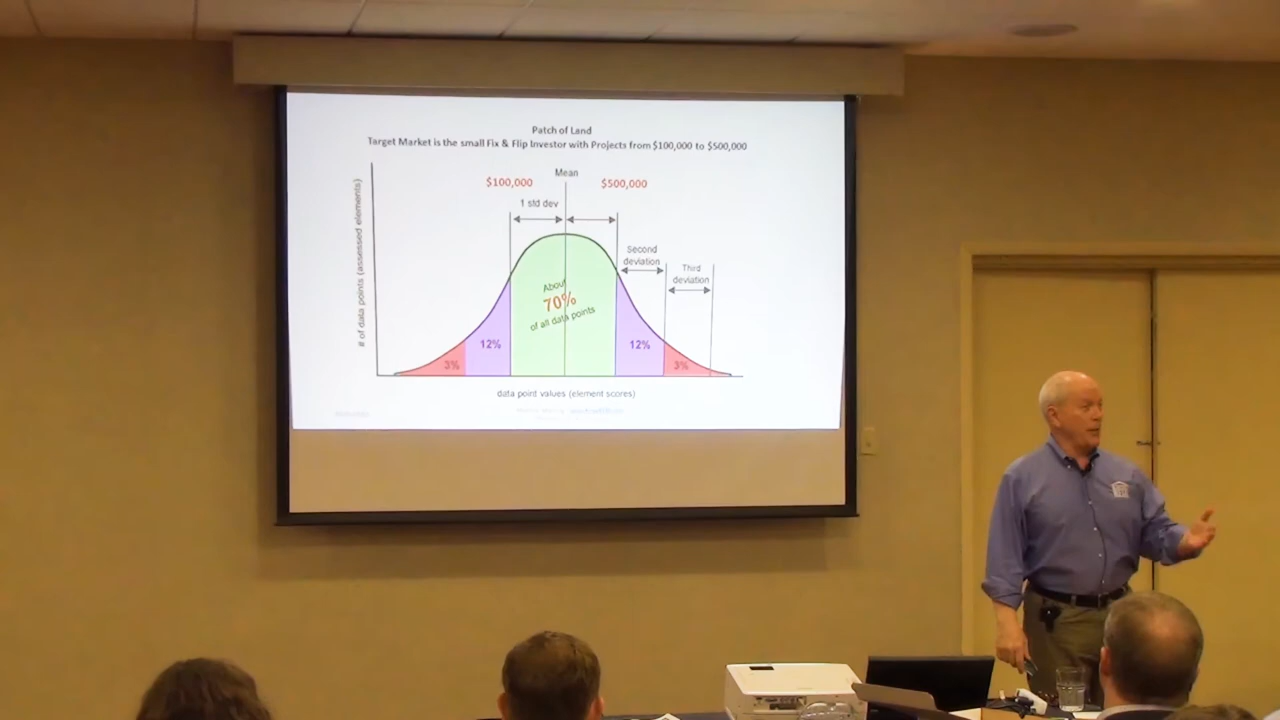 Patch of Land
Target Market is the small Fix & Flip Investor with Projects from $100,000 to $500,000
Mean
$100,000
$500,000
1 std dev
Second
deviation
Third
deviation
# of data points (assessed elements)
About
70%
of all data points
12%
12%
3%
3%
data point values (element scores)